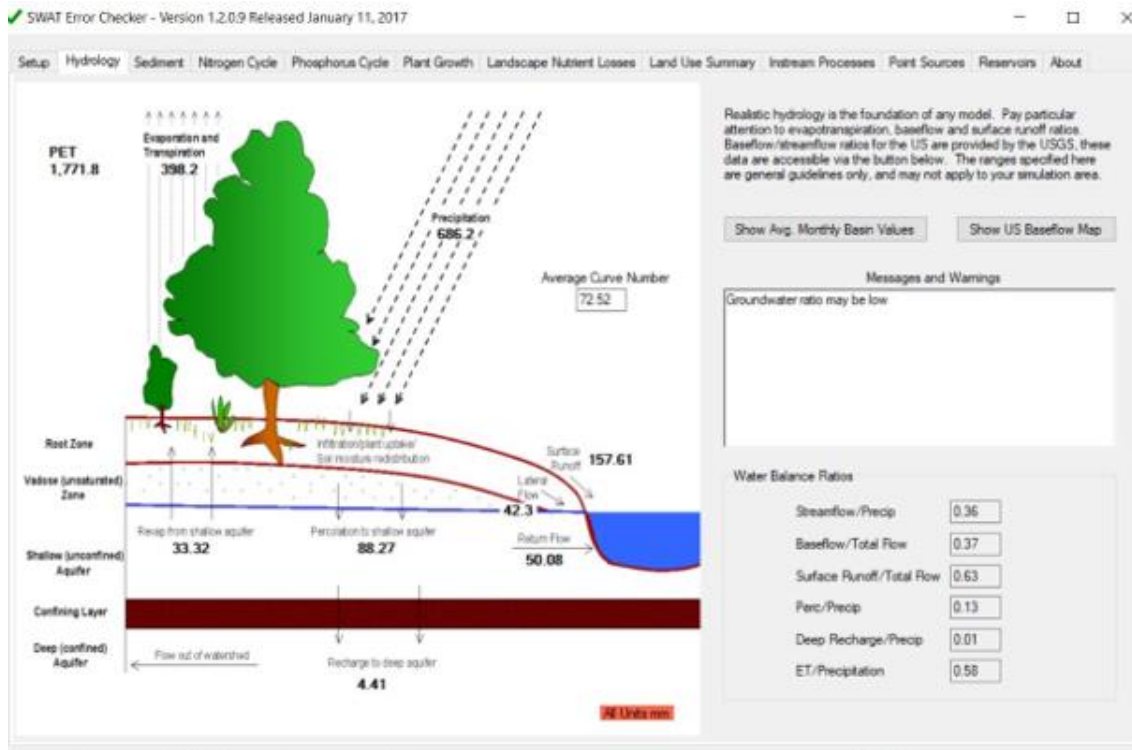 SWAT Error Checker - Version 1.2.0.9 Released January 11, 2017
Setup Hydrology Sediment Nitrogen Cycle Phosphorus Cycle Plant Growth Landscape Nutrient Losses Land Use Summary Instream Processes Point Sources Reservoirs About
PET
1,771.8
Evaporation and
Transpiration
398.2
Precipitation
686.2
Average Curve Number
72.52
Root Zone
Infiltration/plant uptake/
Soil moisture redistribution
Surface
Runoff
157.61
Vadose (unsaturated)
Zone
Lateral
Flow
42.3
Revap from shallow aquifer
33.32
Percolation to shallow aquifer
88.27
Return Flow
50.08
Shallow (unconfined)
Aquifer
Confining Layer
Deep (confined)
Aquifer
Flow out of watershed
Recharge to deep aquifer
4.41
All Units mm
Realistic hydrology is the foundation of any model. Pay particular
attention to evapotranspiration, baseflow and surface runoff ratios.
Baseflow/streamflow ratios for the US are provided by the USGS, these
data are accessible via the button below. The ranges specified here
are general guidelines only, and may not apply to your simulation area.
Show Avg. Monthly Basin Values
Show US Baseflow Map
Messages and Warnings
Groundwater ratio may be low
Water Balance Ratios
Streamflow/Precip 0.36
Baseflow/Total Flow 0.37
Surface Runoff/Total Flow 0.63
Perc/Precip 0.13
Deep Recharge/Precip 0.01
ET/Precipitation 0.58